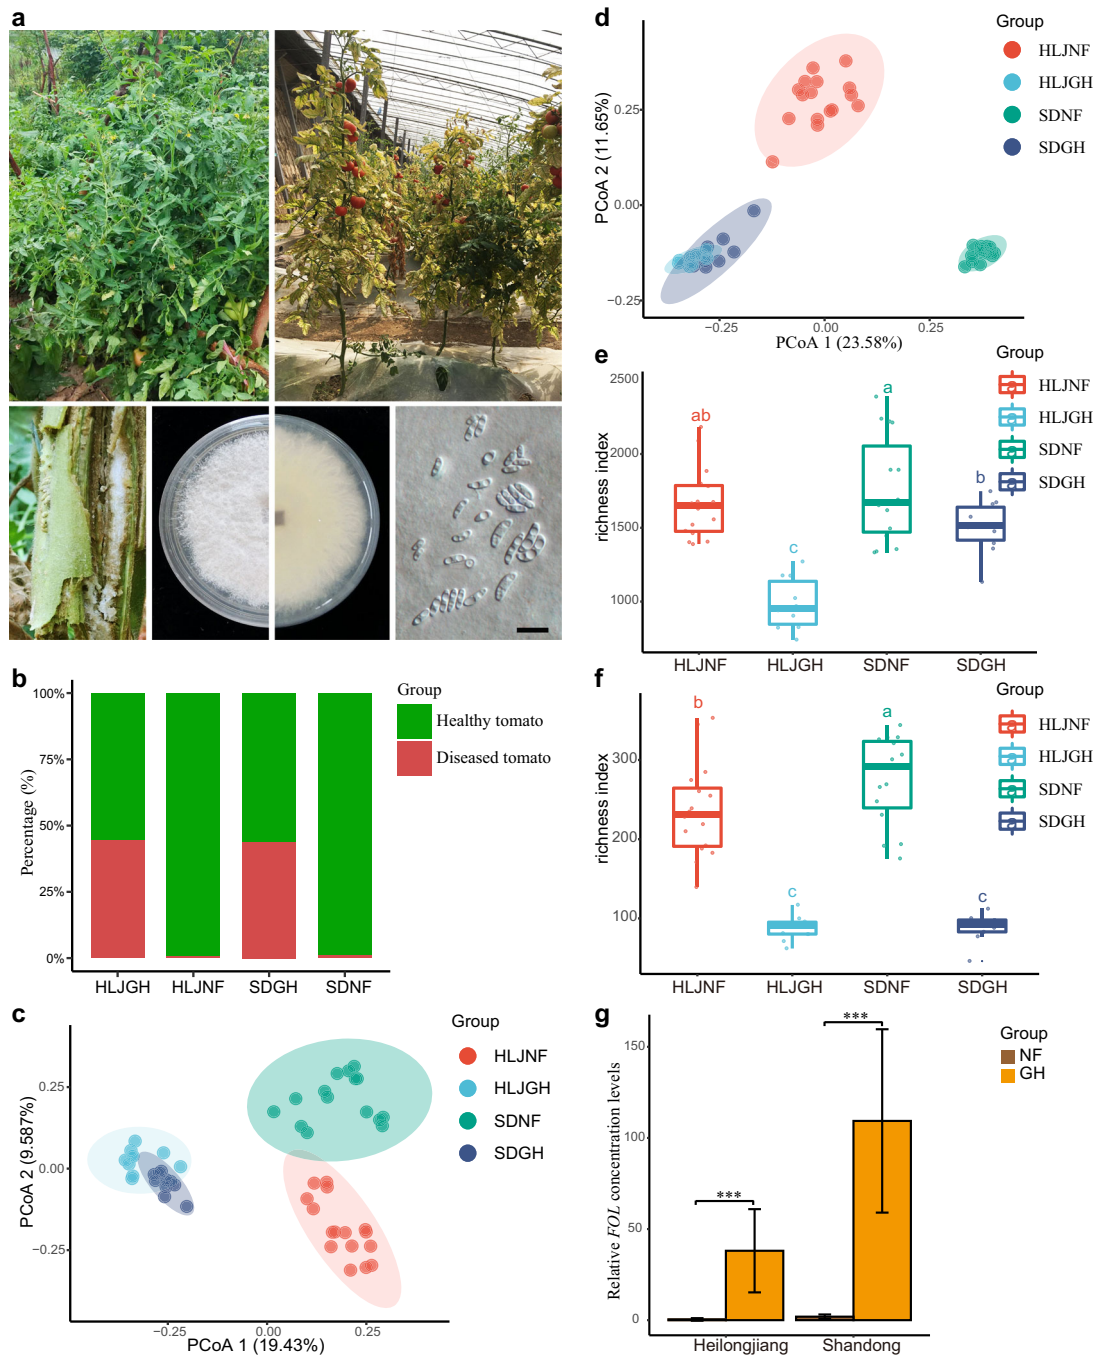 a
b
Percentage (%)
100%
75%
50%
25%
0%
HLJGH
HLJNF
SDGH
SDNF
Group
Healthy tomato
Diseased tomato
c
PCoA 2 (9.587%)
0.25
0.00
−0.25
−0.25
0.00
0.25
PCoA 1 (19.43%)
Group
HLJNF
HLJGH
SDNF
SDGH
d
PCoA 2 (11.65%)
0.25
0.00
−0.25
−0.25
0.00
0.25
PCoA 1 (23.58%)
Group
HLJNF
HLJGH
SDNF
SDGH
e
richness index
2500
2000
1500
1000
ab
c
a
b
HLJNF
HLJGH
SDNF
SDGH
Group
a HLJNF
a HLJGH
a SDNF
a SDGH
f
richness index
300
200
100
b
c
a
c
HLJNF
HLJGH
SDNF
SDGH
Group
a HLJNF
a HLJGH
a SDNF
a SDGH
g
Relative FOL concentration levels
150
100
50
0
***
***
Heilongjiang
Shandong
Group
NF
GH